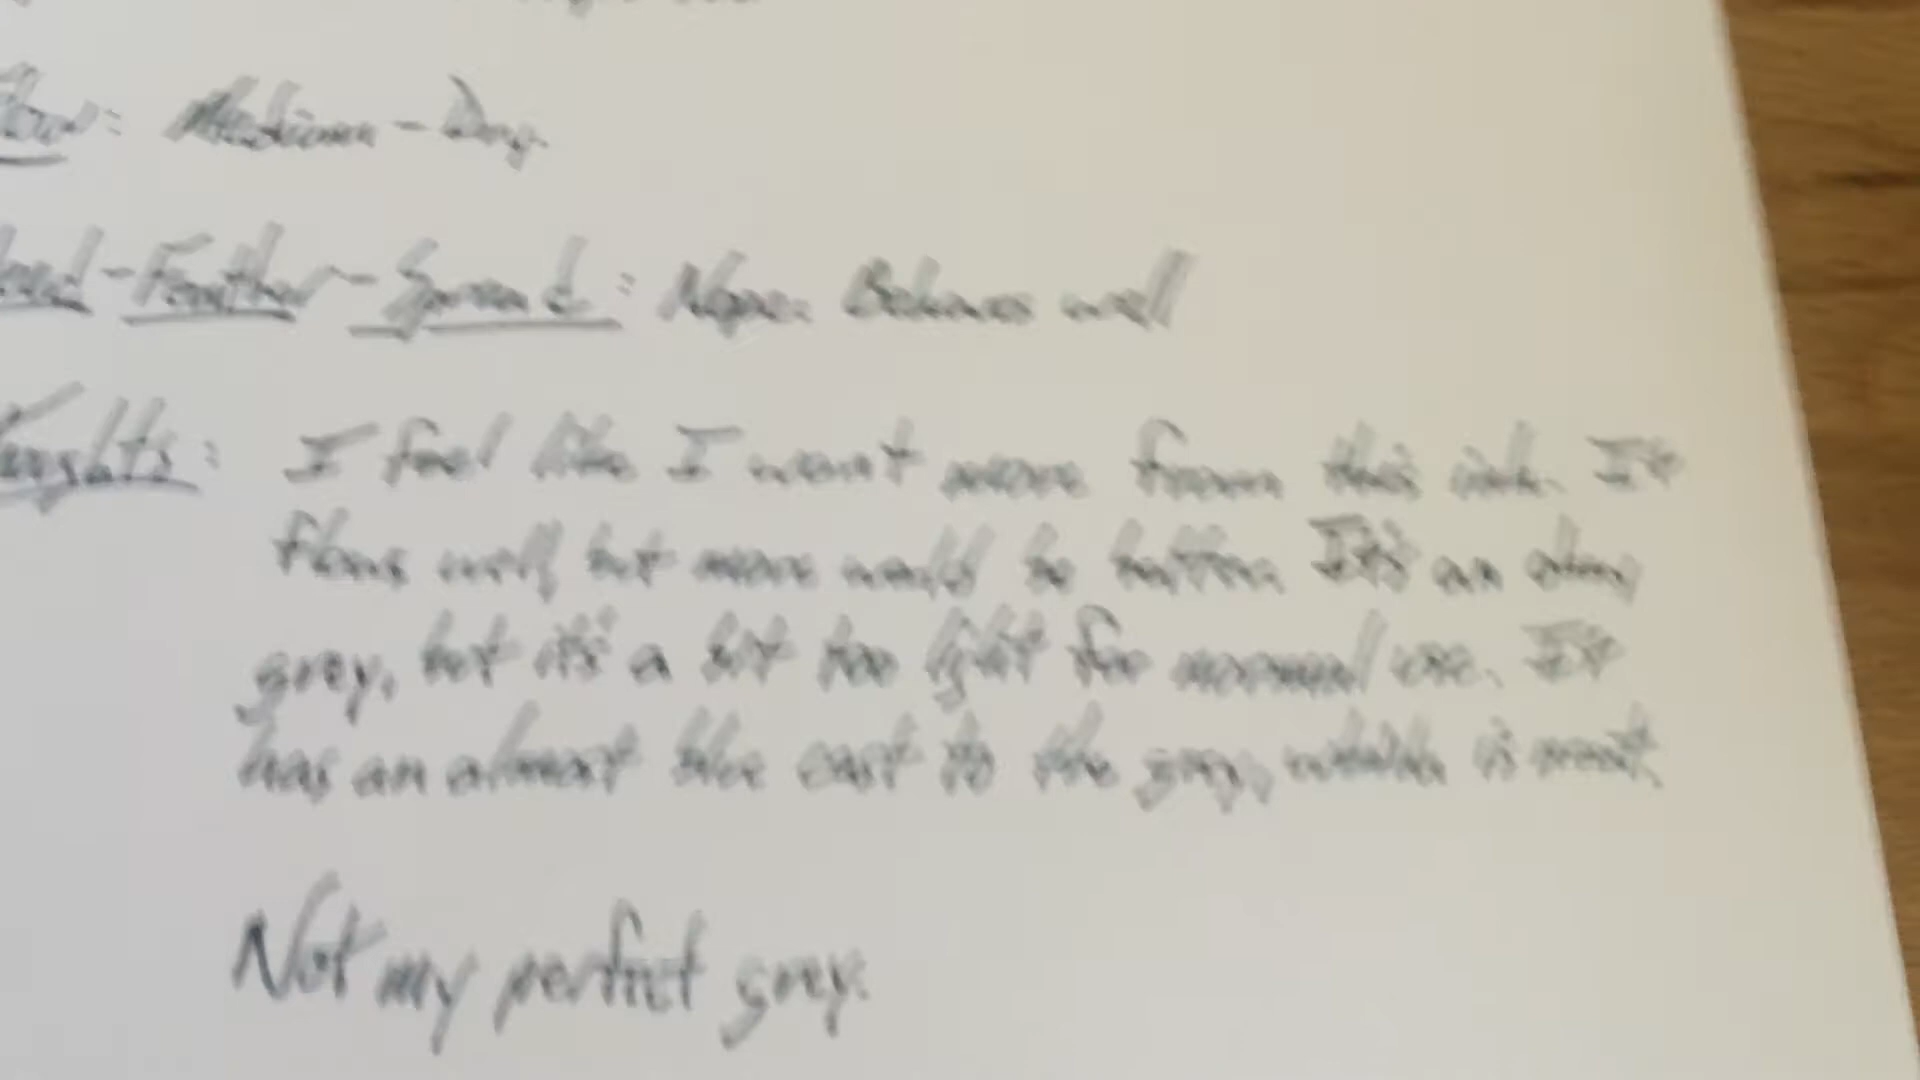 Flow: Medium-Dry
Bleed-Feather-Spread: Nope. Behaves well
Thoughts: I feel like I want more from this ink. It
flows well, but more would be better. It's an okay
grey, but it's a bit too light for normal use. It
has an almost blue cast to the grey, which is neat.
Not my perfect grey.